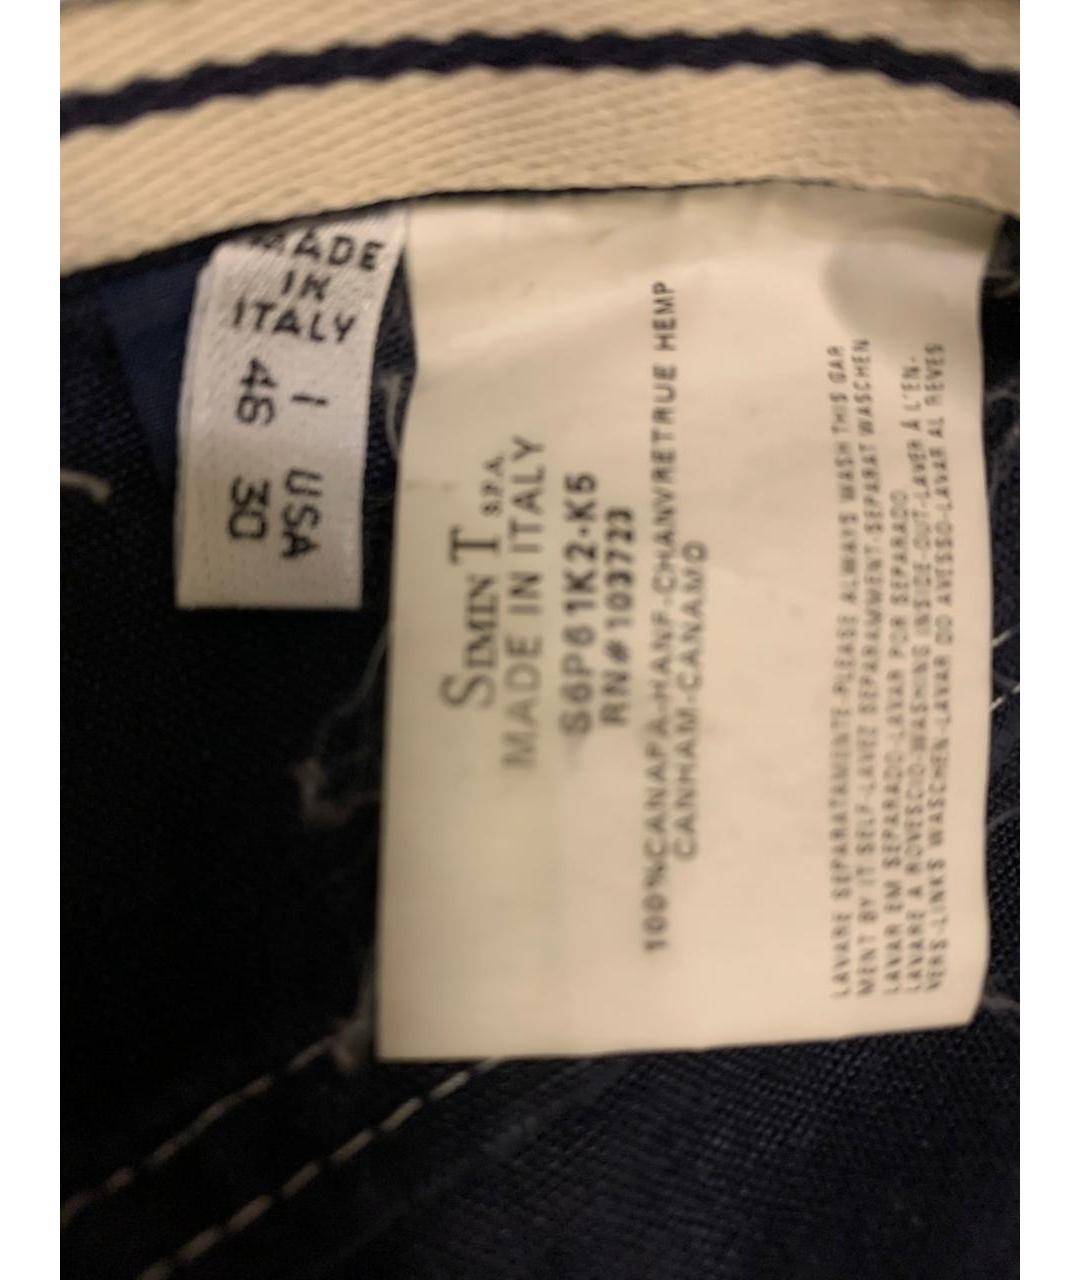 MADE
IN
ITALY
I USA
46 30
SIMINT S.P.A.
MADE IN ITALY
S6P61K2-K5
RN#103723
100%CANAPA-HANF-CHANVRETRUE HEMP
CANHAM-CANAMO
LAVARE SEPARATAMENTE-PLEASE ALWAYS WASH THIS GAR
MENT BY IT SELF-LAVEZ SEPARAMMENT-SEPARAT WASCHEN
LAVAR EM SEPARADO-LAVAR POR SEPARADO
LAVARE A ROVESCIO-WASHING INSIDE-OUT-LAVER À L'EN-
VERS-LINKS WASCHEN-LAVAR DO AVESSO-LAVAR AL REVES